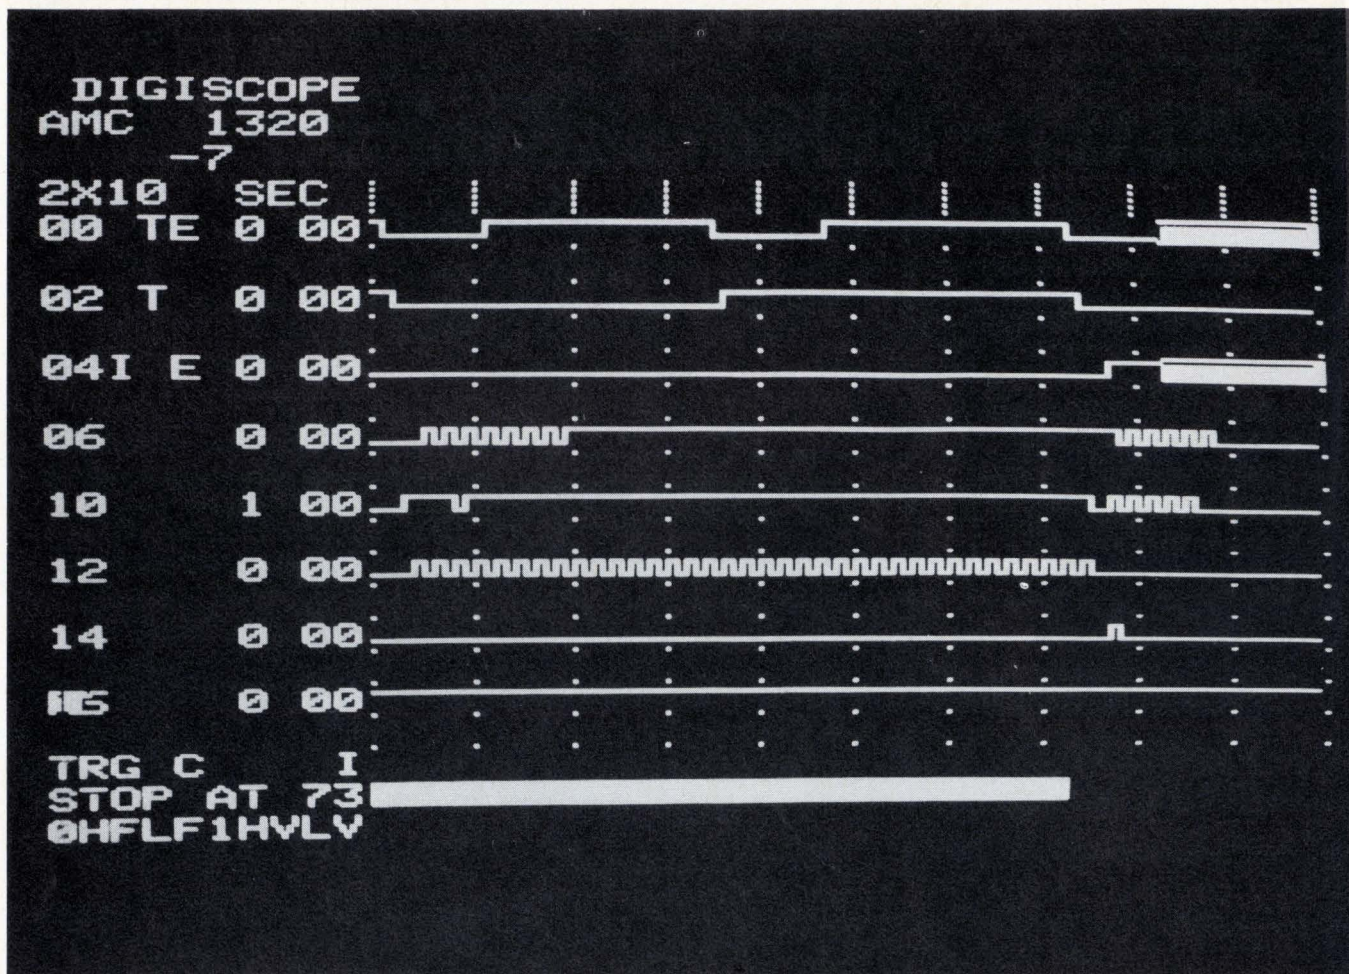 DIGISCOPE
AMC 1320
-7
2X10 SEC
00 TE 0 00
02 T 0 00
04I E 0 00
06 0 00
10 1 00
12 0 00
14 0 00
0 00
TRG C I
STOP AT 73
0HFLF1HVLV